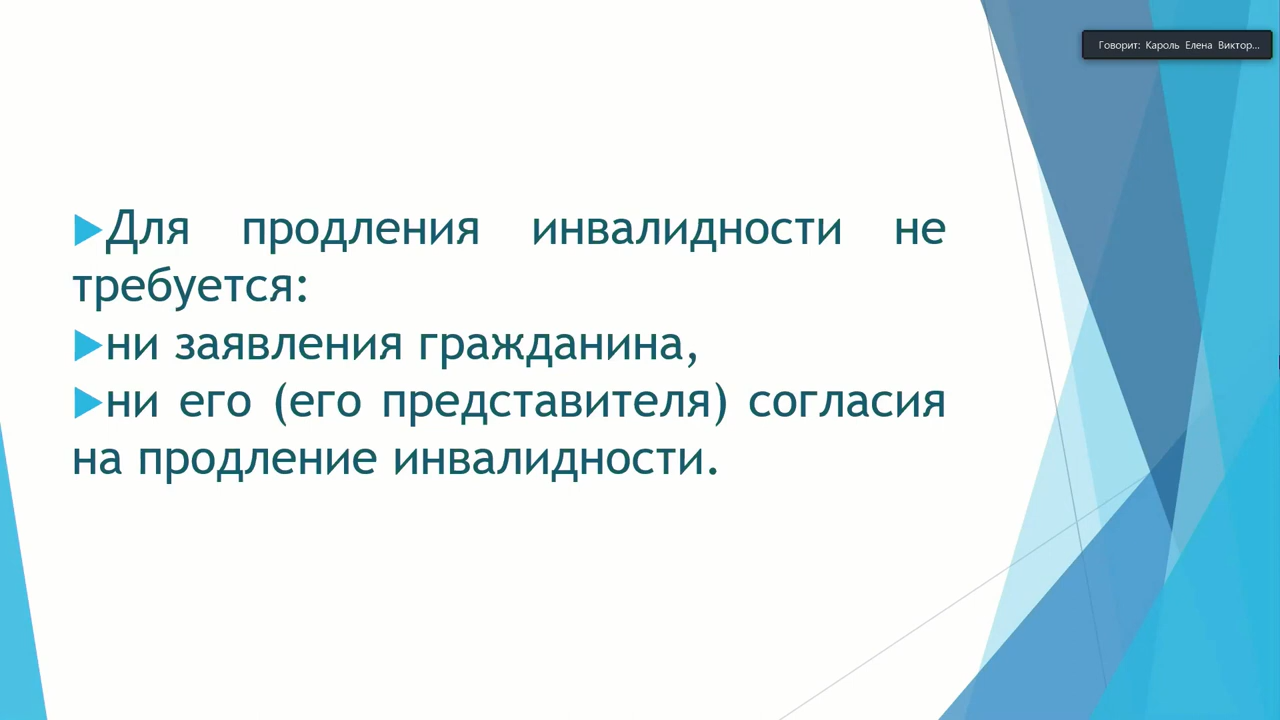 Говорит: Кароль Елена Виктор...
►Для продления инвалидности не
требуется:
►ни заявления гражданина,
►ни его (его представителя) согласия
на продление инвалидности.